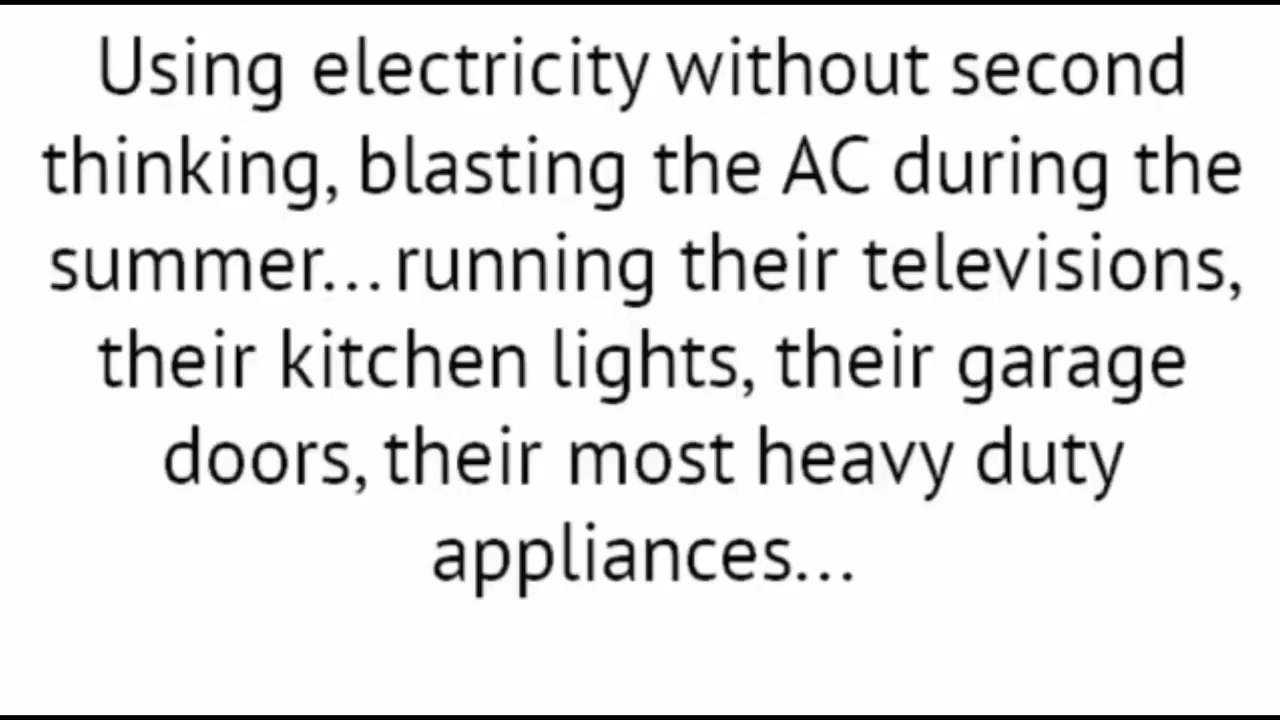 Using electricity without second
thinking, blasting the AC during the
summer...running their televisions,
their kitchen lights, their garage
doors, their most heavy duty
appliances...